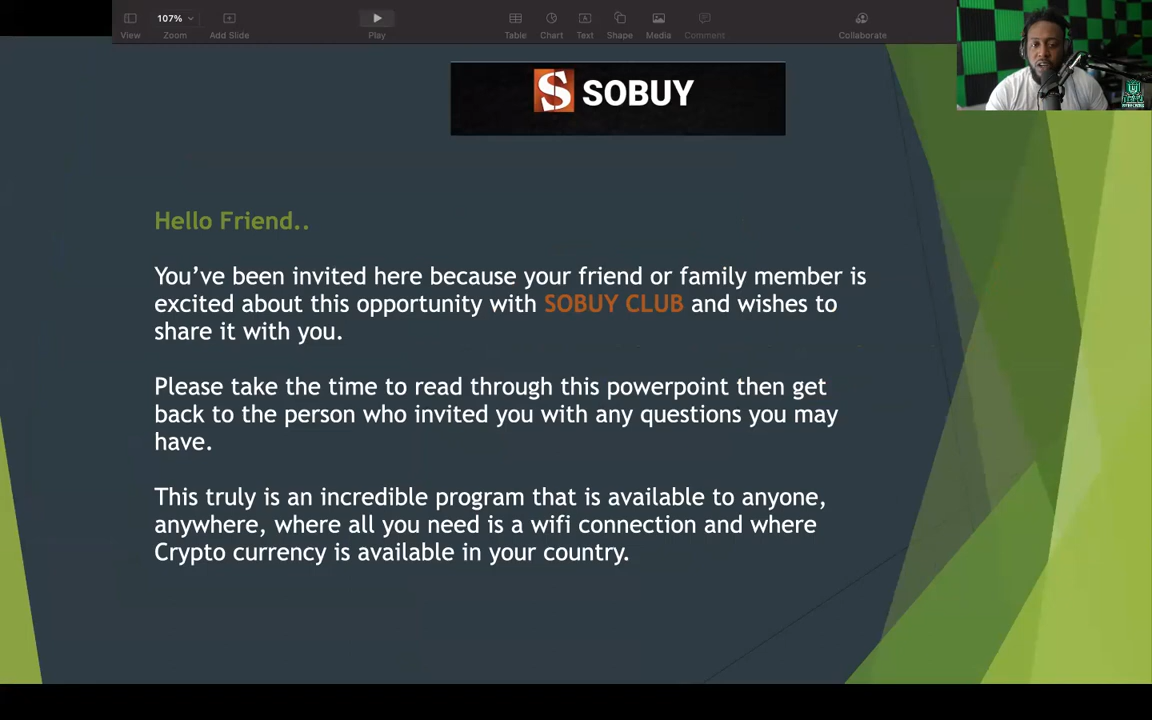 107%
View
Zoom
Add Slide
Play
Table
Chart
Text
Shape
Media
Comment
Collaborate
S SOBUY
Hello Friend..
You’ve been invited here because your friend or family member is
excited about this opportunity with SOBUY CLUB and wishes to
share it with you.
Please take the time to read through this powerpoint then get
back to the person who invited you with any questions you may
have.
This truly is an incredible program that is available to anyone,
anywhere, where all you need is a wifi connection and where
Crypto currency is available in your country.